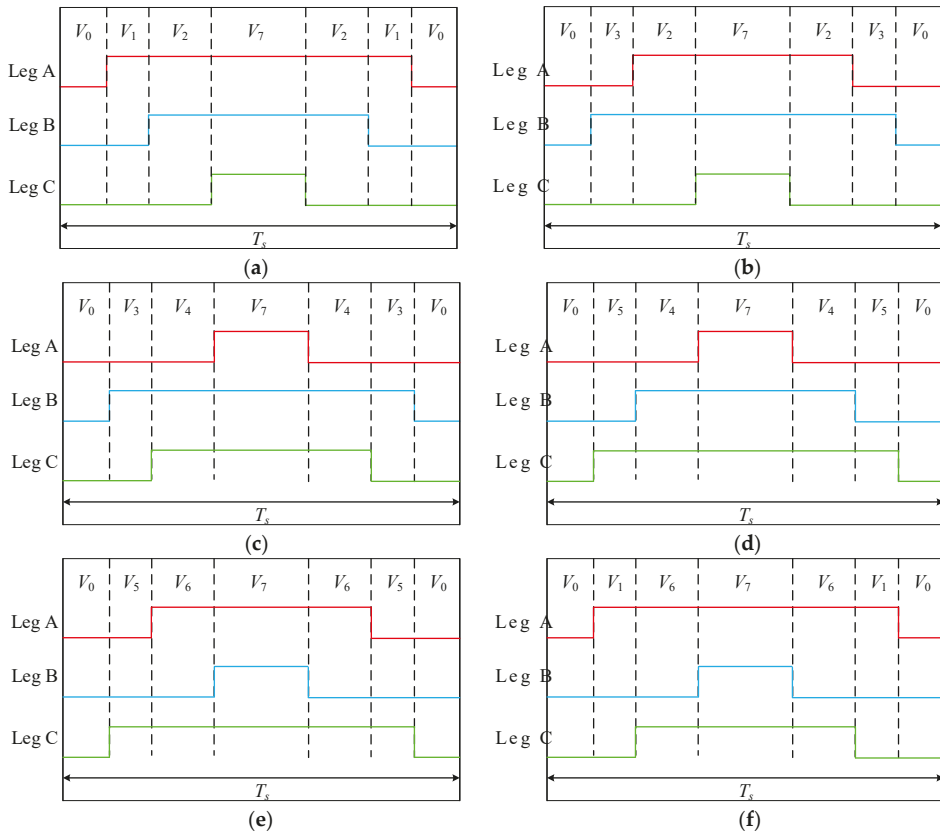 V0 V1 V2 V7 V2 V1 V0
Leg A
Leg B
Leg C
Ts
(a)
V0 V3 V2 V7 V2 V3 V0
Leg A
Leg B
Leg C
Ts
(b)
V0 V3 V4 V7 V4 V3 V0
Leg A
Leg B
Leg C
Ts
(c)
V0 V5 V4 V7 V4 V5 V0
Leg A
Leg B
Leg C
Ts
(d)
V0 V5 V6 V7 V6 V5 V0
Leg A
Leg B
Leg C
Ts
(e)
V0 V1 V6 V7 V6 V1 V0
Leg A
Leg B
Leg C
Ts
(f)